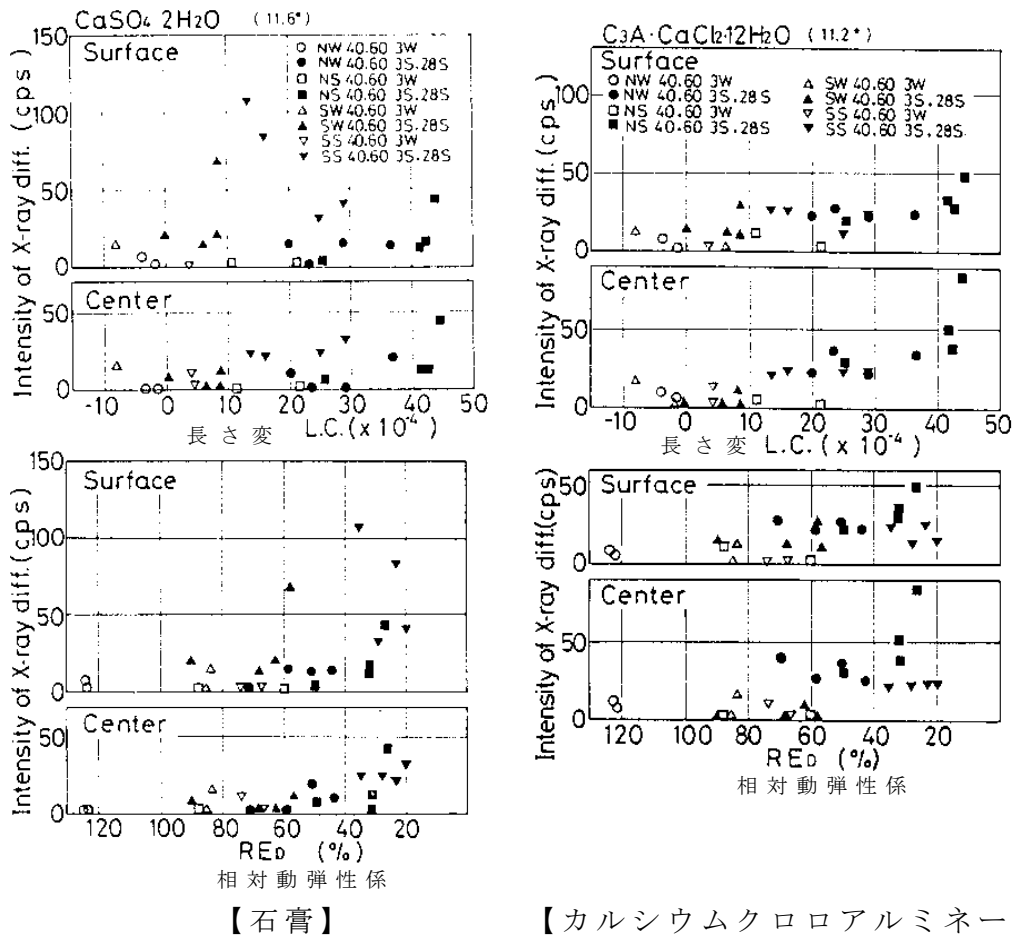 CaSO4 2H2O (11.6°)
Surface
NW 40.60 3W
NW 40.60 3S.28S
NS 40.60 3W
NS 40.60 3S.28S
SW 40.60 3W
SW 40.60 3S.28S
SS 40.60 3W
SS 40.60 3S.28S
Intensity of X-ray diff. (cps)
150
100
50
0
Center
50
0
-10 0 10 20 30 40 50
長さ変 L.C.(x 10-4)
C3A·CaCl2·12H2O (11.2°)
Surface
NW 40.60 3W
NW 40.60 3S.28S
NS 40.60 3W
NS 40.60 3S.28S
SW 40.60 3W
SW 40.60 3S.28S
SS 40.60 3W
SS 40.60 3S.28S
Intensity of X-ray diff.(cps)
100
50
0
Center
50
0
-10 0 10 20 30 40 50
長さ変 L.C.(x 10-4)
Intensity of X-ray diff.(cps)
150
Surface
100
50
0
Center
50
0
120 100 80 60 40 20
RED (%)
相対動弾性係
【石膏】
Intensity of X-ray diff.(cps)
50
Surface
0
Center
50
0
120 100 80 60 40 20
RED (%)
相対動弾性係
【カルシウムクロロアルミネー